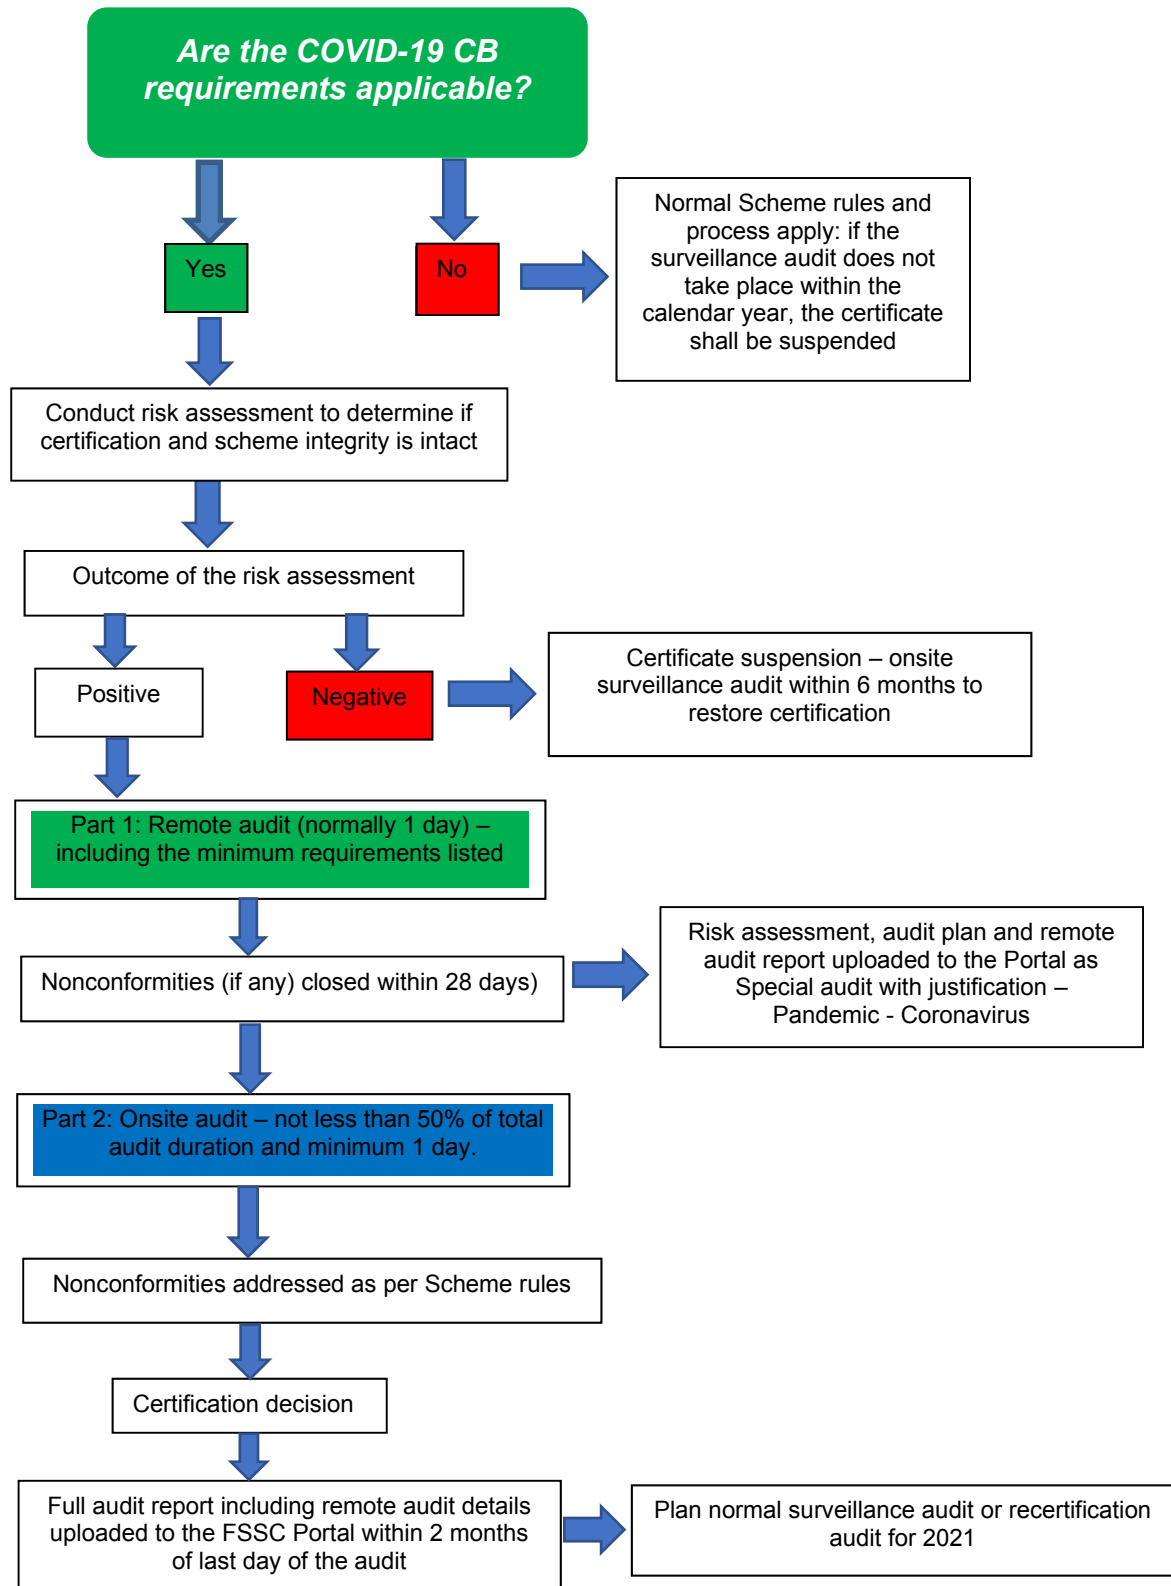 Are the COVID-19 CB
requirements applicable?
Yes
No
Normal Scheme rules and
process apply: if the
surveillance audit does not
take place within the
calendar year, the certificate
shall be suspended
Conduct risk assessment to determine if
certification and scheme integrity is intact
Outcome of the risk assessment
Positive
Negative
Certificate suspension – onsite
surveillance audit within 6 months to
restore certification
Part 1: Remote audit (normally 1 day) –
including the minimum requirements listed
Nonconformities (if any) closed within 28 days)
Risk assessment, audit plan and remote
audit report uploaded to the Portal as
Special audit with justification –
Pandemic - Coronavirus
Part 2: Onsite audit – not less than 50% of total
audit duration and minimum 1 day.
Nonconformities addressed as per Scheme rules
Certification decision
Full audit report including remote audit details
uploaded to the FSSC Portal within 2 months
of last day of the audit
Plan normal surveillance audit or recertification
audit for 2021